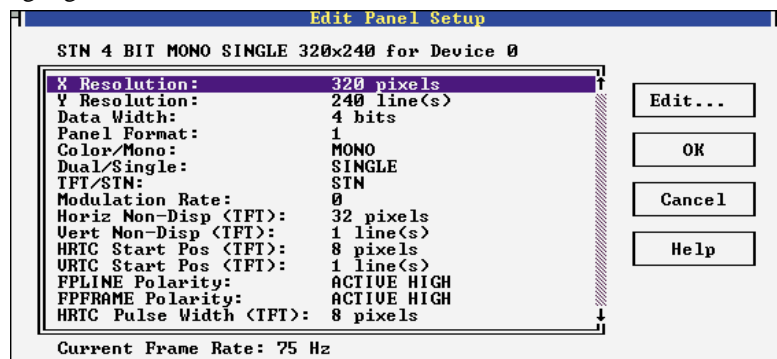 Edit Panel Setup
STN 4 BIT MONO SINGLE 320x240 for Device 0
X Resolution: 320 pixels
Y Resolution: 240 line(s)
Data Width: 4 bits
Panel Format: 1
Color/Mono: MONO
Dual/Single: SINGLE
TFT/STN: STN
Modulation Rate: 0
Horiz Non-Disp (TFT): 32 pixels
Vert Non-Disp (TFT): 1 line(s)
HRTC Start Pos (TFT): 8 pixels
VRTC Start Pos (TFT): 1 line(s)
FPLINE Polarity: ACTIVE HIGH
FPFRAME Polarity: ACTIVE HIGH
HRTC Pulse Width (TFT): 8 pixels
Edit...
OK
Cancel
Help
Current Frame Rate: 75 Hz